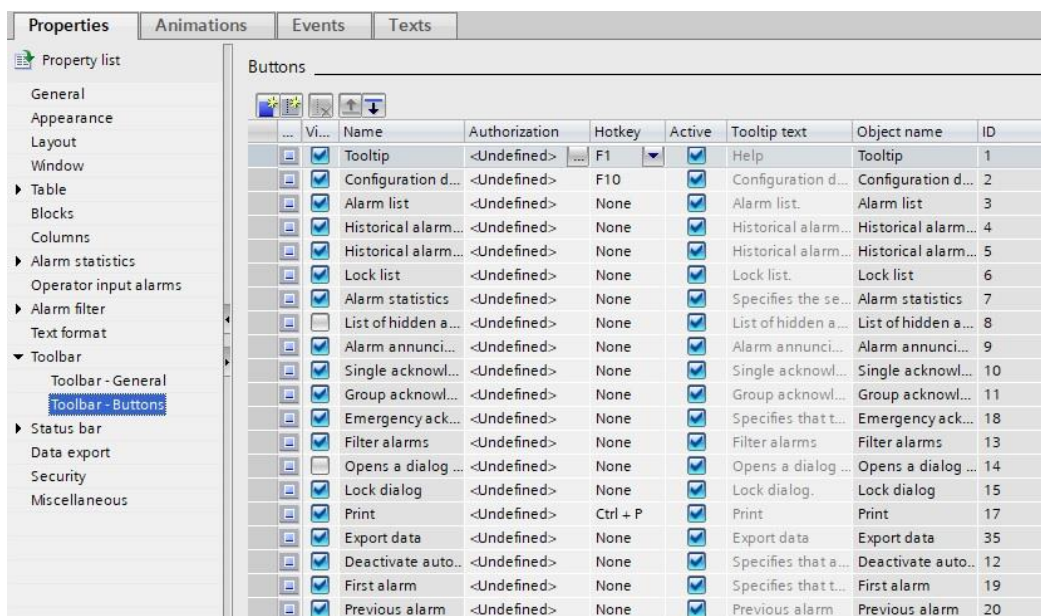 Properties Animations Events Texts
Property list
General
Appearance
Layout
Window
Table
Blocks
Columns
Alarm statistics
Operator input alarms
Alarm filter
Text format
Toolbar
Toolbar - General
Toolbar - Buttons
Status bar
Data export
Security
Miscellaneous
Buttons
... Vi... Name Authorization Hotkey Active Tooltip text Object name ID
Tooltip <Undefined> ... F1 Help Tooltip 1
Configuration d... <Undefined> F10 Configuration d... Configuration d... 2
Alarm list <Undefined> None Alarm list. Alarm list 3
Historical alarm... <Undefined> None Historical alarm... Historical alarm... 4
Historical alarm... <Undefined> None Historical alarm... Historical alarm... 5
Lock list <Undefined> None Lock list. Lock list 6
Alarm statistics <Undefined> None Specifies the se... Alarm statistics 7
List of hidden a... <Undefined> None List of hidden a... List of hidden a... 8
Alarm annunci... <Undefined> None Alarm annunci... Alarm annunci... 9
Single acknowl... <Undefined> None Single acknowl... Single acknowl... 10
Group acknowl... <Undefined> None Group acknowl... Group acknowl... 11
Emergency ack... <Undefined> None Specifies that t... Emergency ack... 18
Filter alarms <Undefined> None Filter alarms Filter alarms 13
Opens a dialog ... <Undefined> None Opens a dialog ... Opens a dialog ... 14
Lock dialog <Undefined> None Lock dialog. Lock dialog 15
Print <Undefined> Ctrl + P Print Print 17
Export data <Undefined> None Export data Export data 35
Deactivate auto.. <Undefined> None Specifies that a... Deactivate auto.. 12
First alarm <Undefined> None Specifies that t... First alarm 19
Previous alarm <Undefined> None Previous alarm Previous alarm 20